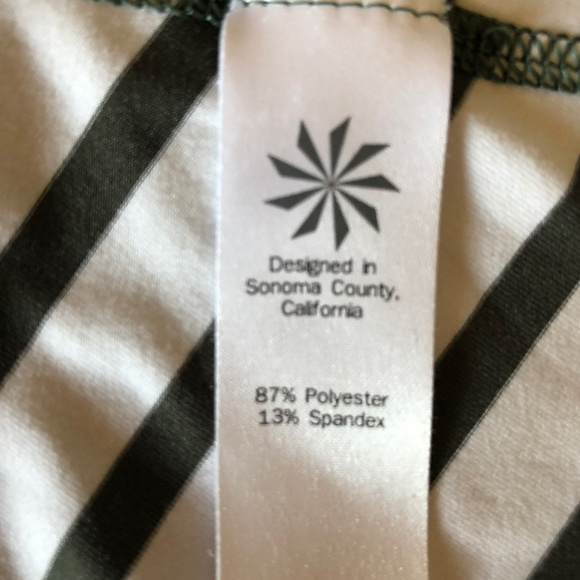 Designed in
Sonoma County,
California
87% Polyester
13% Spandex